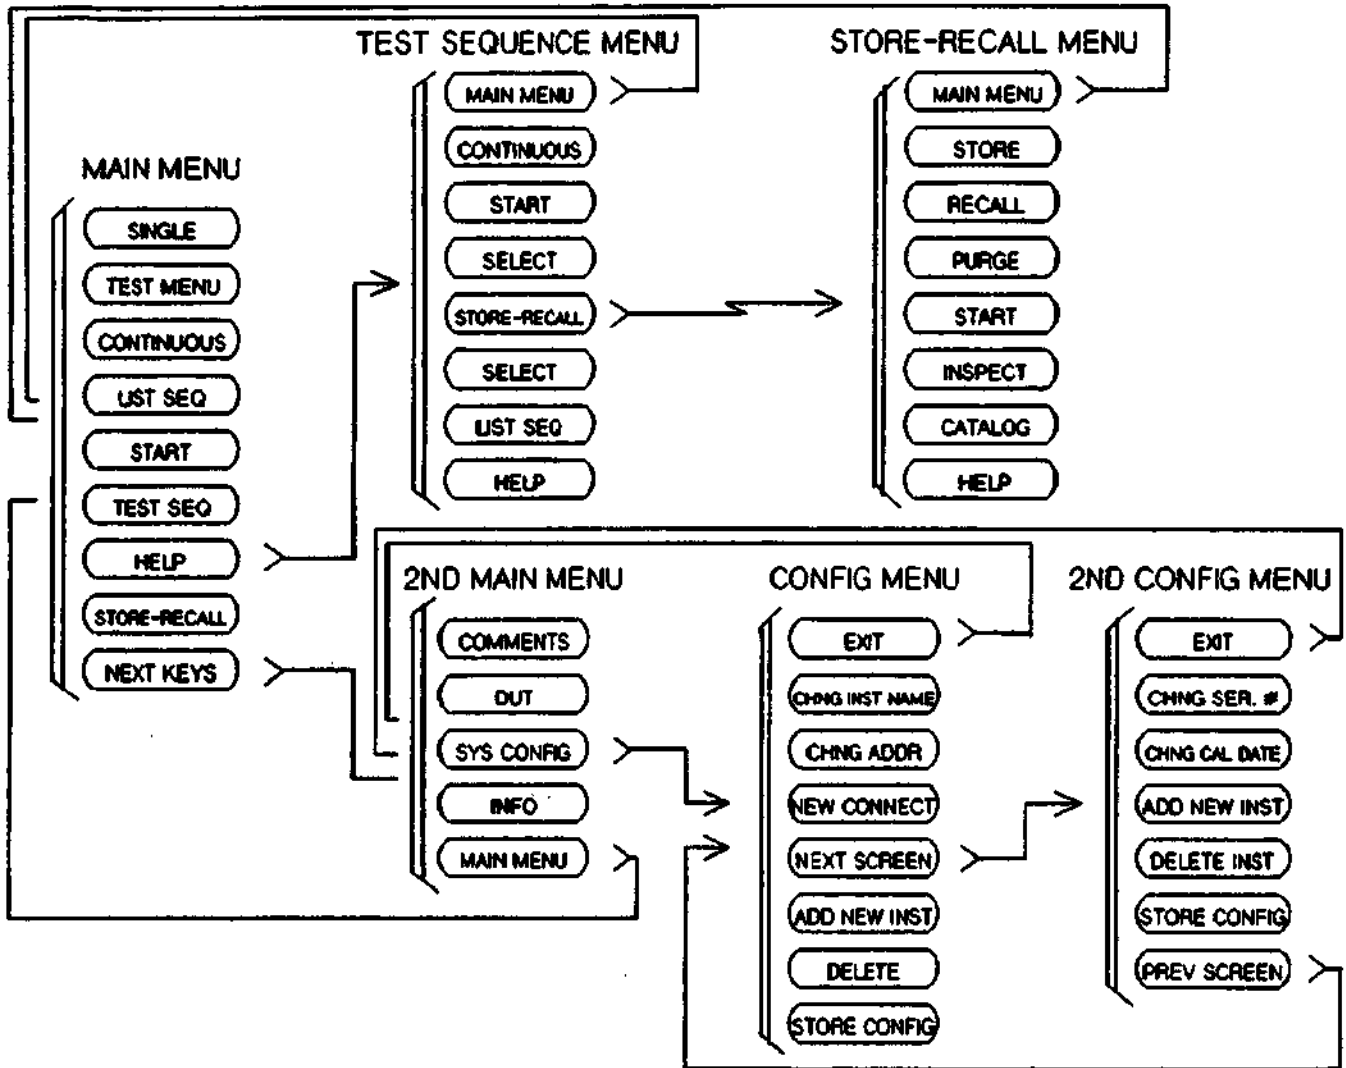 TEST SEQUENCE MENU
MAIN MENU
CONTINUOUS
START
SELECT
STORE-RECALL
SELECT
LIST SEQ
HELP
STORE-RECALL MENU
MAIN MENU
STORE
RECALL
PURGE
START
INSPECT
CATALOG
HELP
MAIN MENU
SINGLE
TEST MENU
CONTINUOUS
LIST SEQ
START
TEST SEQ
HELP
STORE-RECALL
NEXT KEYS
2ND MAIN MENU
COMMENTS
DUT
SYS CONFIG
INFO
MAIN MENU
CONFIG MENU
EXIT
CHNG INST NAME
CHNG ADDR
NEW CONNECT
NEXT SCREEN
ADD NEW INST
DELETE
STORE CONFIG
2ND CONFIG MENU
EXIT
CHNG SER. #
CHNG CAL DATE
ADD NEW INST
DELETE INST
STORE CONFIG
PREV SCREEN